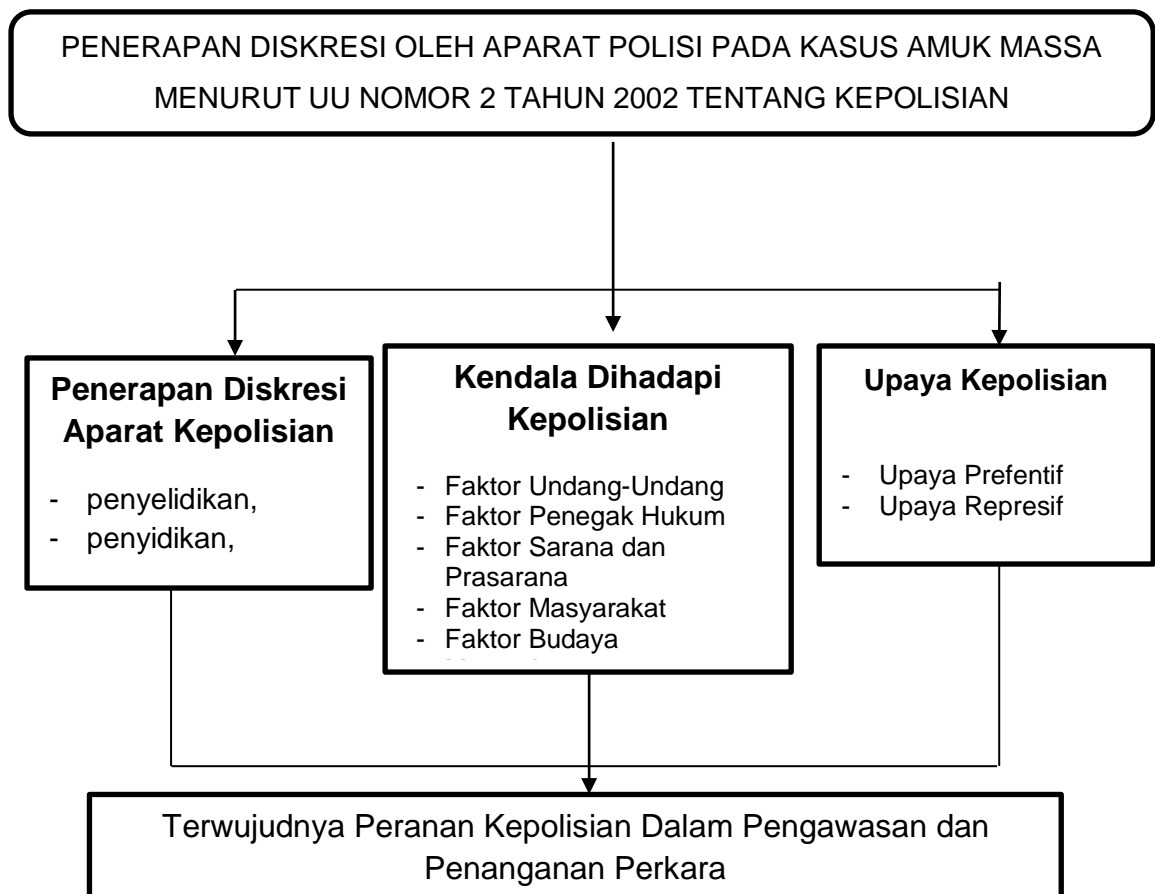 PENERAPAN DISKRESI OLEH APARAT POLISI PADA KASUS AMUK MASSA
MENURUT UU NOMOR 2 TAHUN 2002 TENTANG KEPOLISIAN
Penerapan Diskresi
Aparat Kepolisian
- penyelidikan,
- penyidikan,
Kendala Dihadapi
Kepolisian
- Faktor Undang-Undang
- Faktor Penegak Hukum
- Faktor Sarana dan
Prasarana
- Faktor Masyarakat
- Faktor Budaya
Upaya Kepolisian
- Upaya Prefentif
- Upaya Represif
Terwujudnya Peranan Kepolisian Dalam Pengawasan dan
Penanganan Perkara